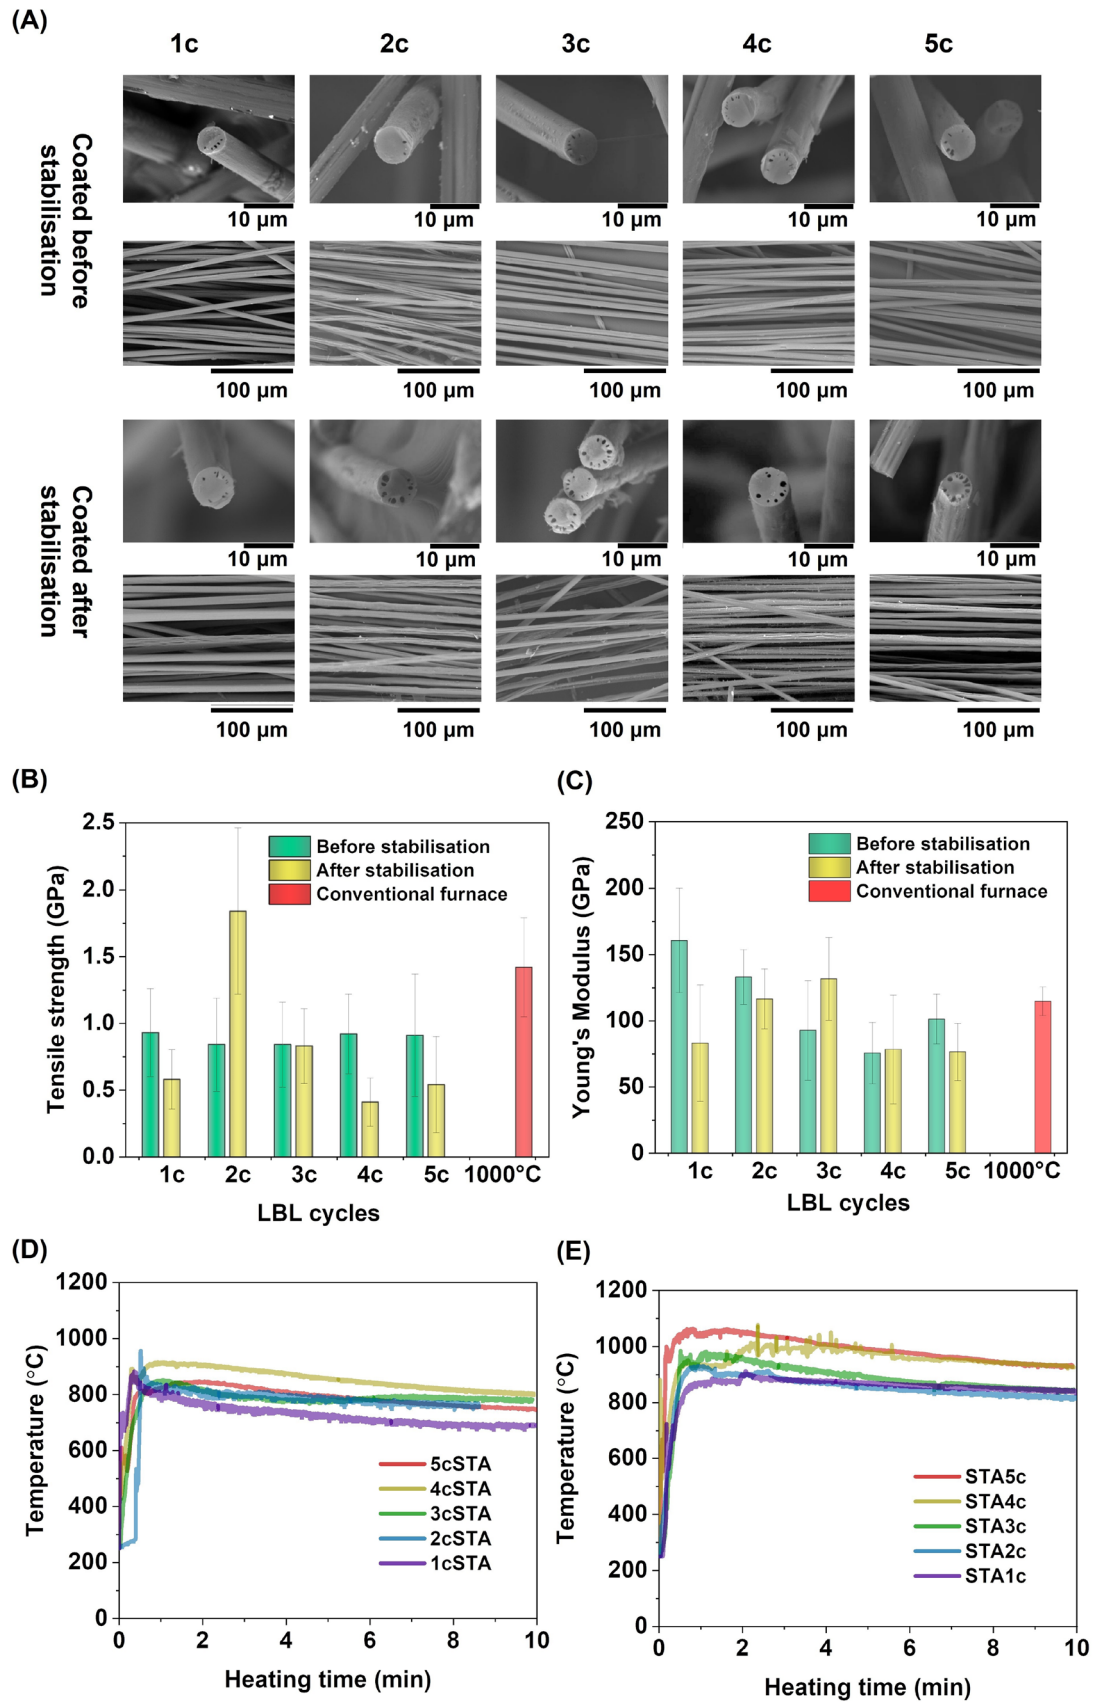 (A)
1c 2c 3c 4c 5c
Coated before
stabilisation
10 µm 10 µm 10 µm 10 µm 10 µm
100 µm 100 µm 100 µm 100 µm 100 µm
Coated after
stabilisation
10 µm 10 µm 10 µm 10 µm 10 µm
100 µm 100 µm 100 µm 100 µm 100 µm
(B)
Tensile strength (GPa)
2.5
2.0
1.5
1.0
0.5
0.0
Before stabilisation
After stabilisation
Conventional furnace
1c 2c 3c 4c 5c 1000°C
LBL cycles
(C)
Young's Modulus (GPa)
250
200
150
100
50
0
Before stabilisation
After stabilisation
Conventional furnace
1c 2c 3c 4c 5c 1000°C
LBL cycles
(D)
Temperature (°C)
1200
1000
800
600
400
200
0
5cSTA
4cSTA
3cSTA
2cSTA
1cSTA
0 2 4 6 8 10
Heating time (min)
(E)
Temperature (°C)
1200
1000
800
600
400
200
0
STA5c
STA4c
STA3c
STA2c
STA1c
0 2 4 6 8 10
Heating time (min)